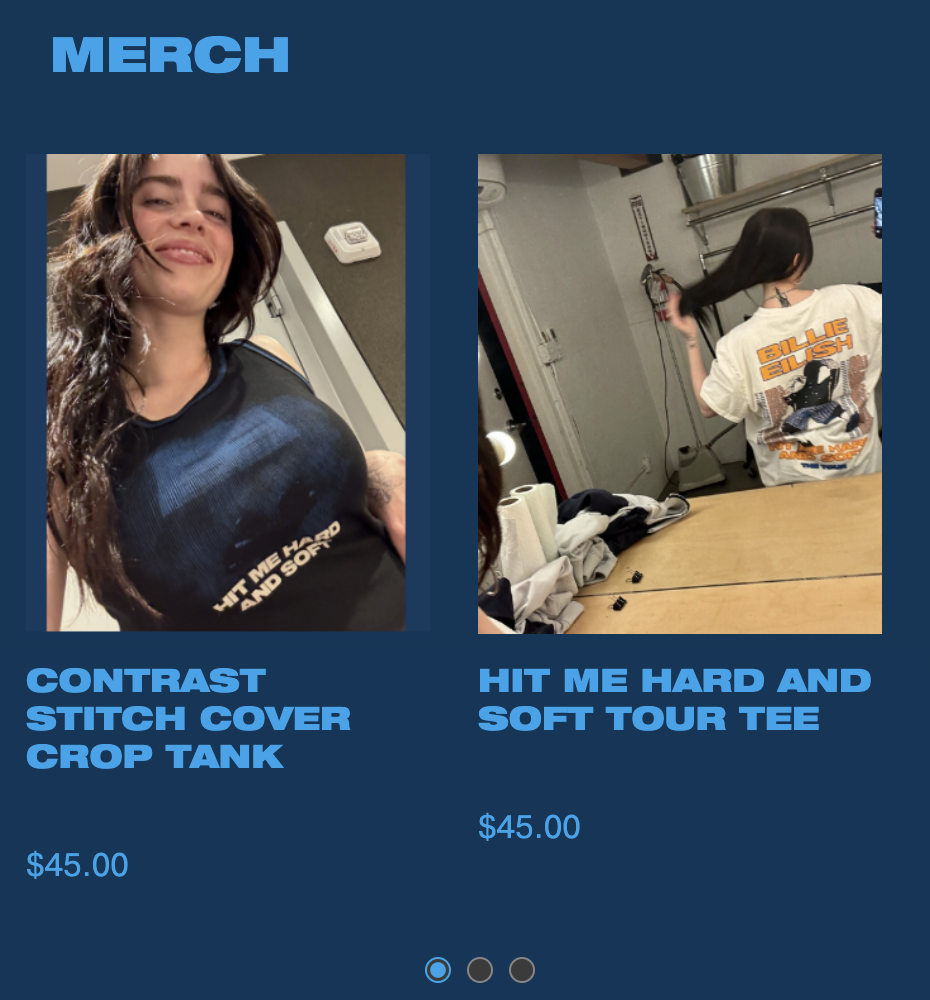 MERCH
HIT ME HARD
AND SOFT
BILLIE
EILISH
HIT ME HARD
AND SOFT
THE TOUR
CONTRAST
STITCH COVER
CROP TANK
$45.00
HIT ME HARD AND
SOFT TOUR TEE
$45.00